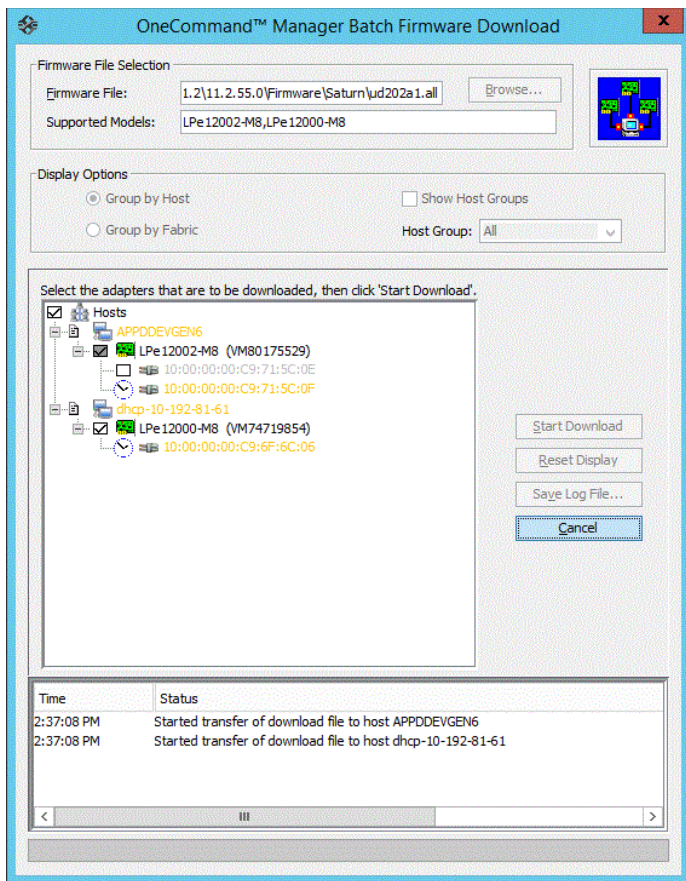 OneCommand™ Manager Batch Firmware Download
x
Firmware File Selection
Firmware File: 1.2\11.2.55.0\Firmware\Saturn\ud202a1.all Browse...
Supported Models: LPe12002-M8,LPe12000-M8
Display Options
Group by Host Show Host Groups
Group by Fabric Host Group: All
Select the adapters that are to be downloaded, then click 'Start Download'.
Hosts
APPDDEVGEN6
LPe12002-M8 (VM80175529)
10:00:00:00:C9:71:5C:0E
10:00:00:00:C9:71:5C:0F
dhcp-10-192-81-61
LPe12000-M8 (VM74719854)
10:00:00:00:C9:6F:6C:06
Start Download
Reset Display
Save Log File...
Cancel
Time Status
2:37:08 PM Started transfer of download file to host APPDDEVGEN6
2:37:08 PM Started transfer of download file to host dhcp-10-192-81-61